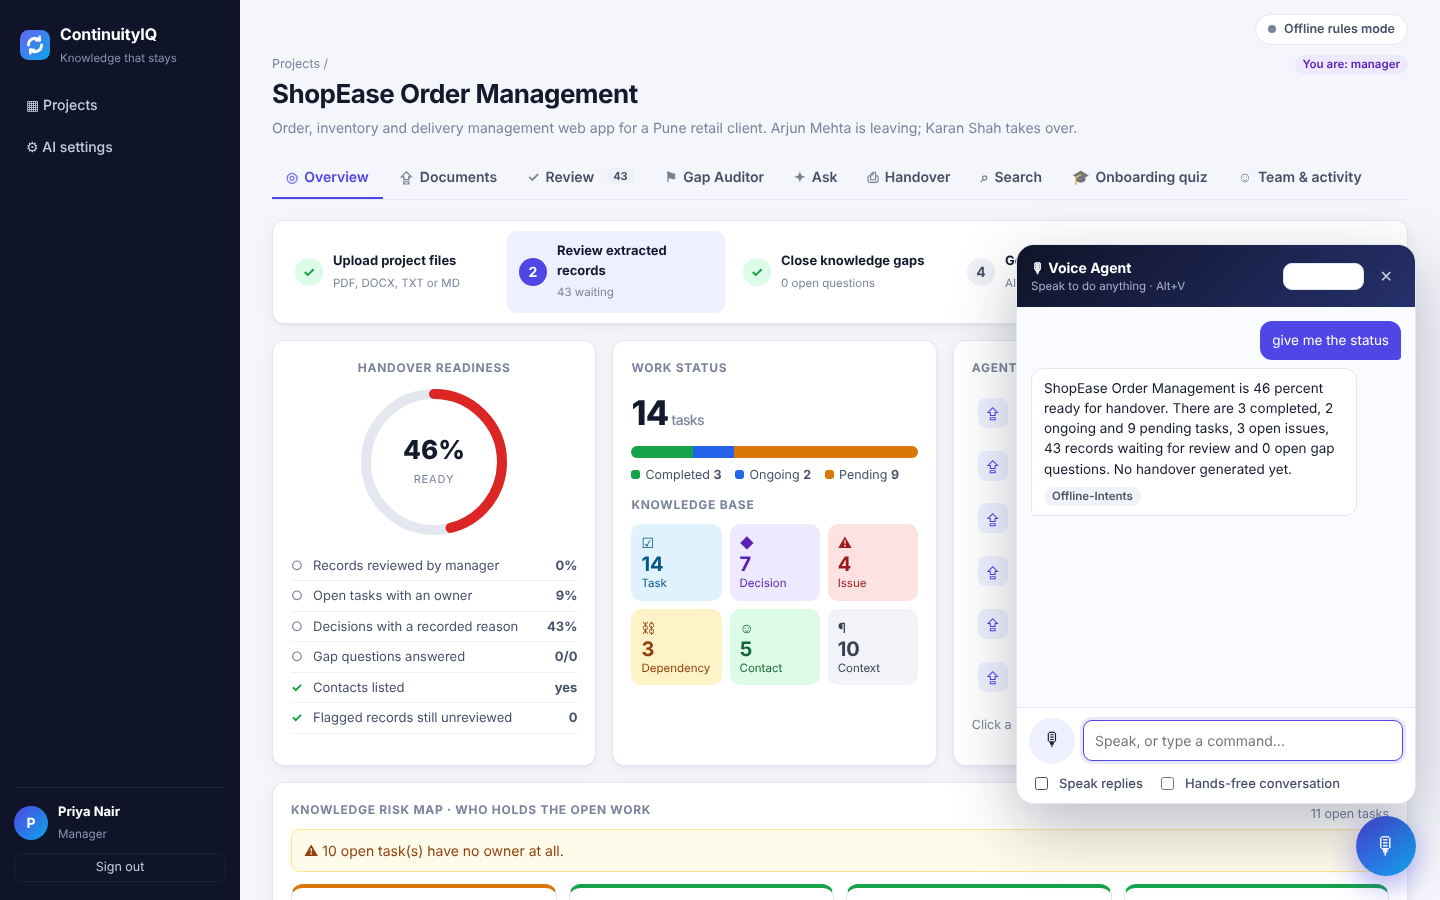 ContinuityIQ
Knowledge that stays
Projects
AI settings
Priya Nair
Manager
P
Sign out
Offline rules mode
You are: manager
Projects /
ShopEase Order Management
Order, inventory and delivery management web app for a Pune retail client. Arjun Mehta is leaving; Karan Shah takes over.
Overview
Documents
Review 43
Gap Auditor
Ask
Handover
Search
Onboarding quiz
Team & activity
Upload project files
PDF, DOCX, TXT or MD
2
Review extracted
records
43 waiting
Close knowledge gaps
0 open questions
4
HANDOVER READINESS
46%
READY
Records reviewed by manager 0%
Open tasks with an owner 9%
Decisions with a recorded reason 43%
Gap questions answered 0/0
Contacts listed yes
Flagged records still unreviewed 0
WORK STATUS
14 tasks
Completed 3 Ongoing 2 Pending 9
KNOWLEDGE BASE
14
Task
7
Decision
4
Issue
3
Dependency
5
Contact
10
Context
AGENT
Click a
Voice Agent
Speak to do anything · Alt+V
give me the status
ShopEase Order Management is 46 percent
ready for handover. There are 3 completed, 2
ongoing and 9 pending tasks, 3 open issues,
43 records waiting for review and 0 open gap
questions. No handover generated yet.
Offline-Intents
Speak, or type a command...
Speak replies
Hands-free conversation
KNOWLEDGE RISK MAP · WHO HOLDS THE OPEN WORK
11 open tasks
10 open task(s) have no owner at all.